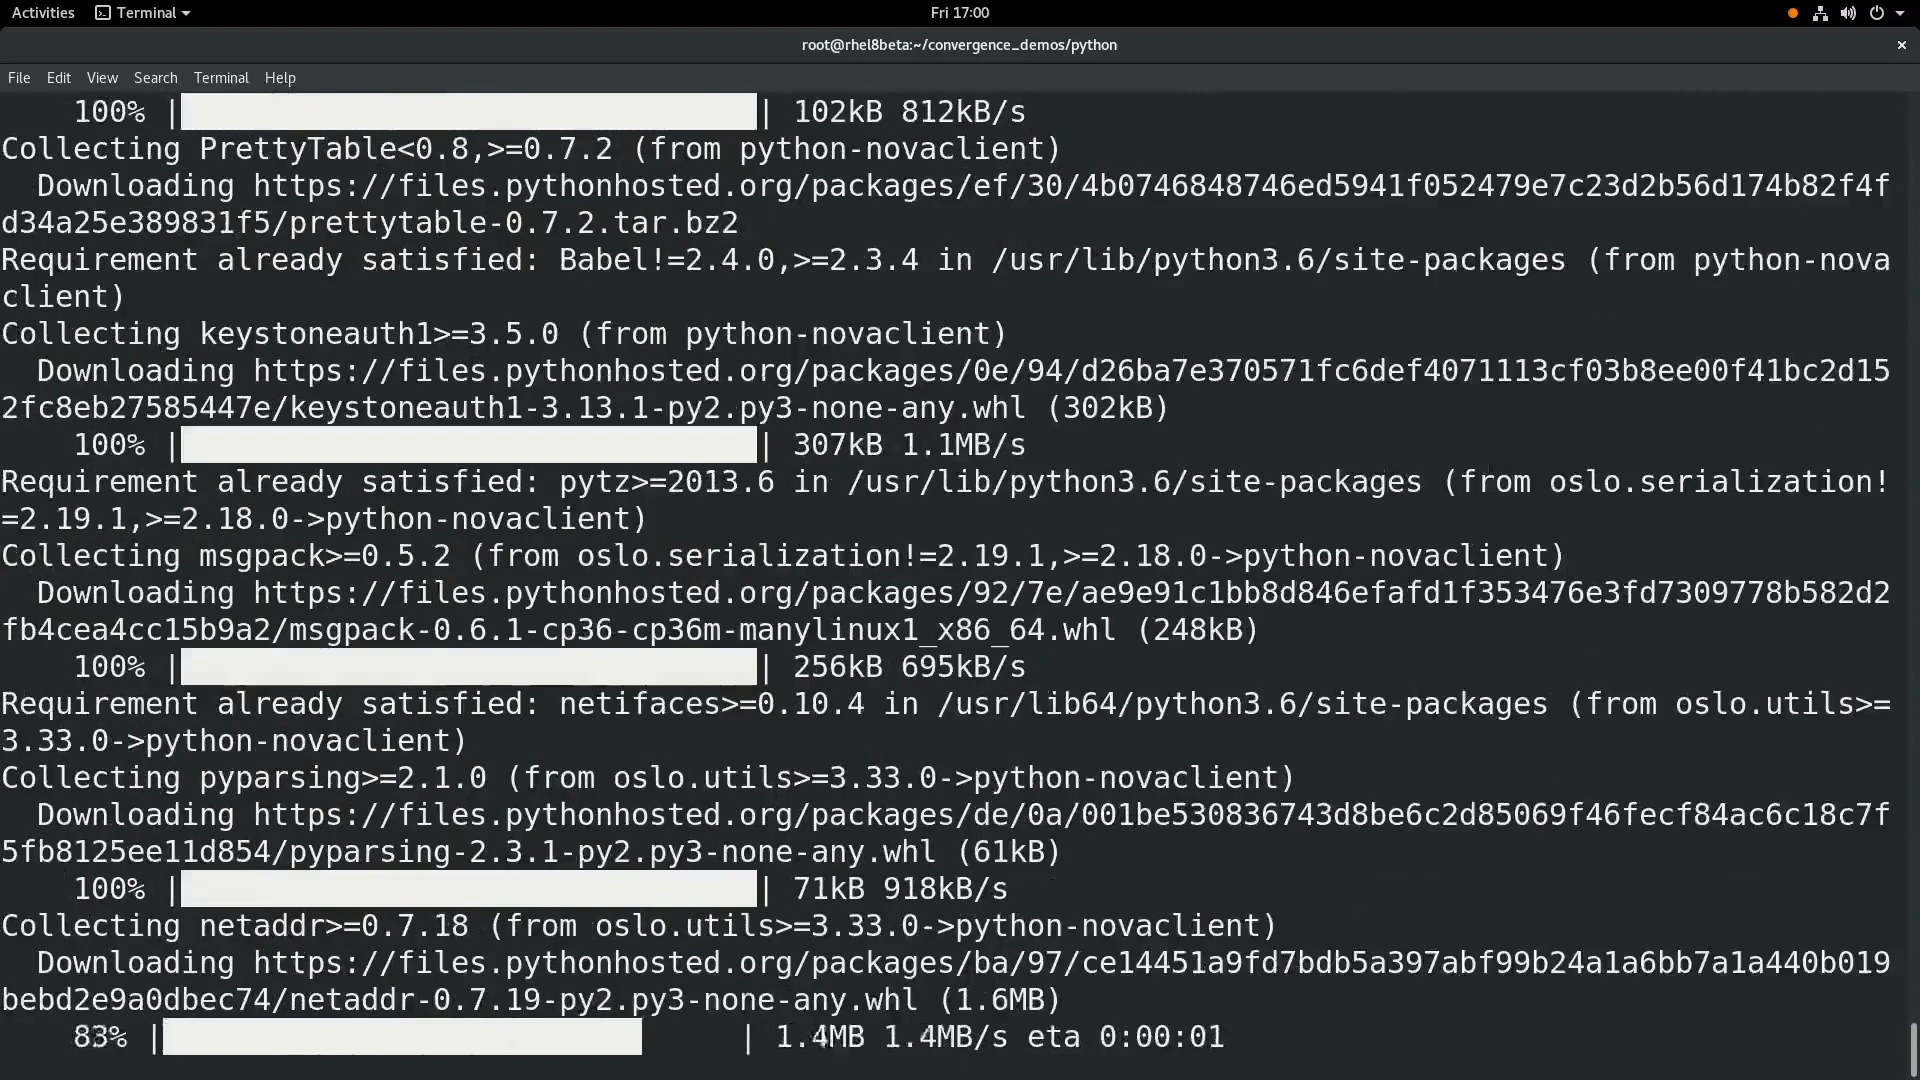 Activities Terminal Fri 17:00
root@rhel8beta:~/convergence_demos/python
File Edit View Search Terminal Help
100% | | 102kB 812kB/s
Collecting PrettyTable<0.8,>=0.7.2 (from python-novaclient)
Downloading https://files.pythonhosted.org/packages/ef/30/4b0746848746ed5941f052479e7c23d2b56d174b82f4f
d34a25e389831f5/prettytable-0.7.2.tar.bz2
Requirement already satisfied: Babel!=2.4.0,>=2.3.4 in /usr/lib/python3.6/site-packages (from python-nova
client)
Collecting keystoneauth1>=3.5.0 (from python-novaclient)
Downloading https://files.pythonhosted.org/packages/0e/94/d26ba7e370571fc6def4071113cf03b8ee00f41bc2d15
2fc8eb27585447e/keystoneauth1-3.13.1-py2.py3-none-any.whl (302kB)
100% | | 307kB 1.1MB/s
Requirement already satisfied: pytz>=2013.6 in /usr/lib/python3.6/site-packages (from oslo.serialization!
=2.19.1,>=2.18.0->python-novaclient)
Collecting msgpack>=0.5.2 (from oslo.serialization!=2.19.1,>=2.18.0->python-novaclient)
Downloading https://files.pythonhosted.org/packages/92/7e/ae9e91c1bb8d846efafd1f353476e3fd7309778b582d2
fb4cea4cc15b9a2/msgpack-0.6.1-cp36-cp36m-manylinux1_x86_64.whl (248kB)
100% | | 256kB 695kB/s
Requirement already satisfied: netifaces>=0.10.4 in /usr/lib64/python3.6/site-packages (from oslo.utils>=
3.33.0->python-novaclient)
Collecting pyparsing>=2.1.0 (from oslo.utils>=3.33.0->python-novaclient)
Downloading https://files.pythonhosted.org/packages/de/0a/001be530836743d8be6c2d85069f46fecf84ac6c18c7f
5fb8125ee11d854/pyparsing-2.3.1-py2.py3-none-any.whl (61kB)
100% | | 71kB 918kB/s
Collecting netaddr>=0.7.18 (from oslo.utils>=3.33.0->python-novaclient)
Downloading https://files.pythonhosted.org/packages/ba/97/ce14451a9fd7bdb5a397abf99b24a1a6bb7a1a440b019
bebd2e9a0dbec74/netaddr-0.7.19-py2.py3-none-any.whl (1.6MB)
83% | | 1.4MB 1.4MB/s eta 0:00:01